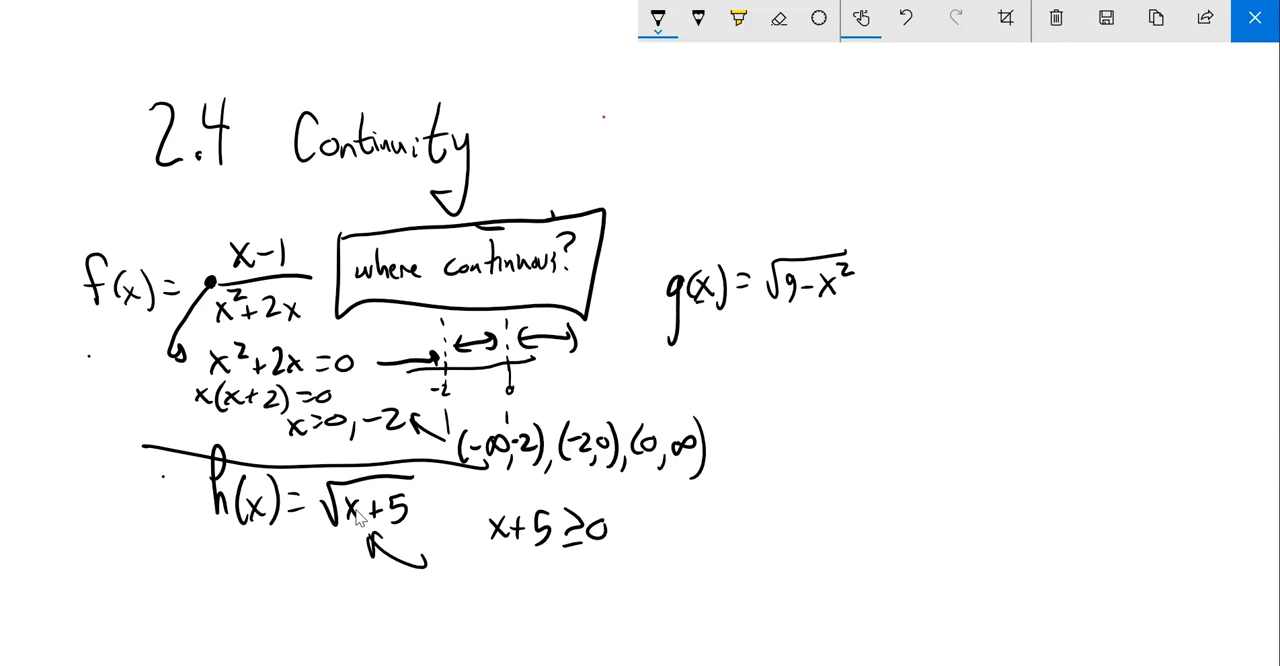 2.4 Continuity
where continuous?
f(x) = x-1 / x²+2x
x²+2x=0
x(x+2)=0
x=0,-2
-2 0
(-∞,-2),(-2,0),(0,∞)
h(x) = √x+5
x+5≥0
g(x) = √9-x²